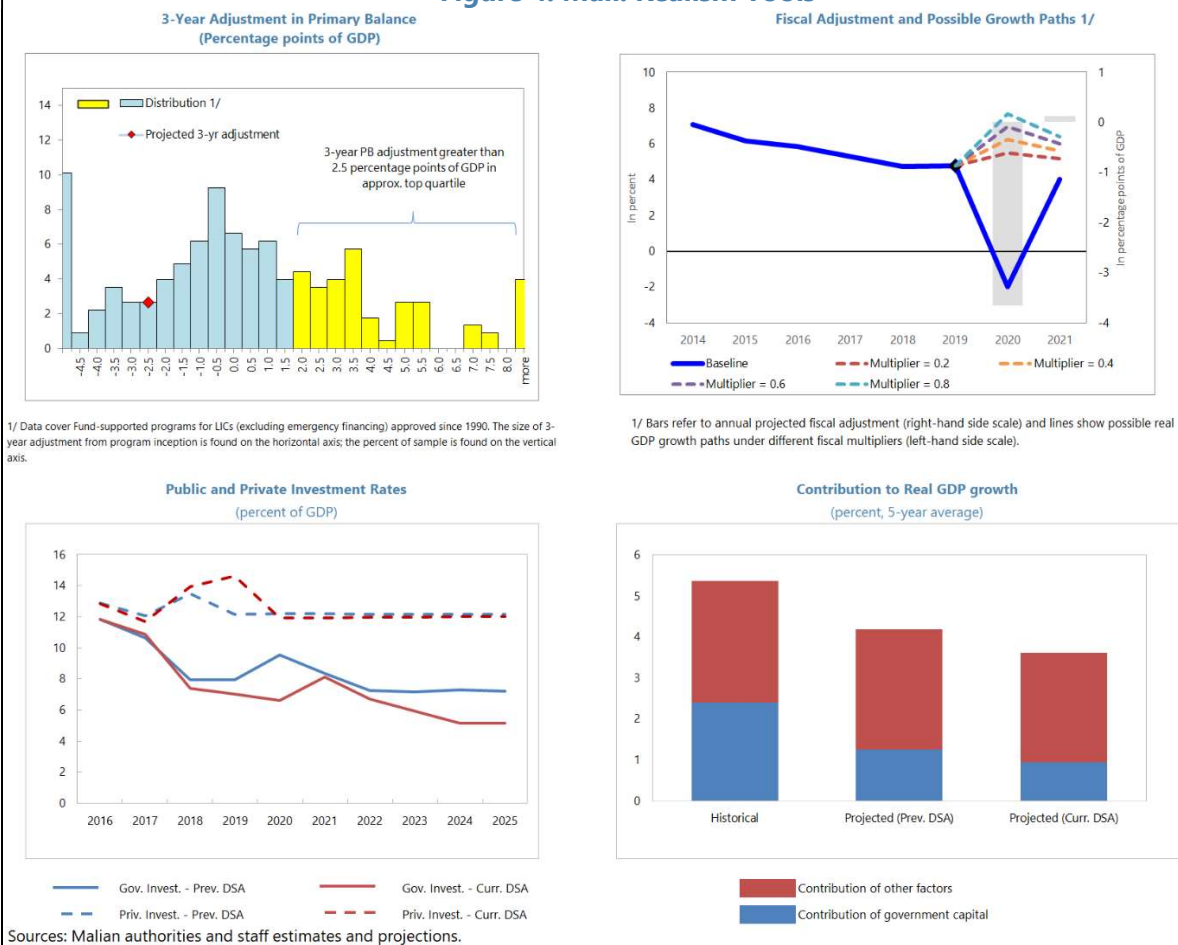 3-Year Adjustment in Primary Balance
(Percentage points of GDP)
14
12
10
8
6
4
2
0
Distribution 1/
Projected 3-yr adjustment
3-year PB adjustment greater than
2.5 percentage points of GDP in
approx. top quartile
-4.5
-4.0
-3.5
-3.0
-2.5
-2.0
-1.5
-1.0
-0.5
0.0
0.5
1.0
1.5
2.0
2.5
3.0
3.5
4.0
4.5
5.0
5.5
6.0
6.5
7.0
7.5
8.0
more
1/ Data cover Fund-supported programs for LICs (excluding emergency financing) approved since 1990. The size of 3-
year adjustment from program inception is found on the horizontal axis; the percent of sample is found on the vertical
axis.
Fiscal Adjustment and Possible Growth Paths 1/
10
8
6
4
2
0
-2
-4
In percent
1
0
-1
-2
-3
-4
In percentage points of GDP
2014 2015 2016 2017 2018 2019 2020 2021
Baseline
Multiplier = 0.2
Multiplier = 0.4
Multiplier = 0.6
Multiplier = 0.8
1/ Bars refer to annual projected fiscal adjustment (right-hand side scale) and lines show possible real
GDP growth paths under different fiscal multipliers (left-hand side scale).
Public and Private Investment Rates
(percent of GDP)
16
14
12
10
8
6
4
2
0
2016 2017 2018 2019 2020 2021 2022 2023 2024 2025
Gov. Invest. - Prev. DSA
Gov. Invest. - Curr. DSA
Priv. Invest. - Prev. DSA
Priv. Invest. - Curr. DSA
Contribution to Real GDP growth
(percent, 5-year average)
6
5
4
3
2
1
0
Historical
Projected (Prev. DSA)
Projected (Curr. DSA)
Contribution of other factors
Contribution of government capital
Sources: Malian authorities and staff estimates and projections.